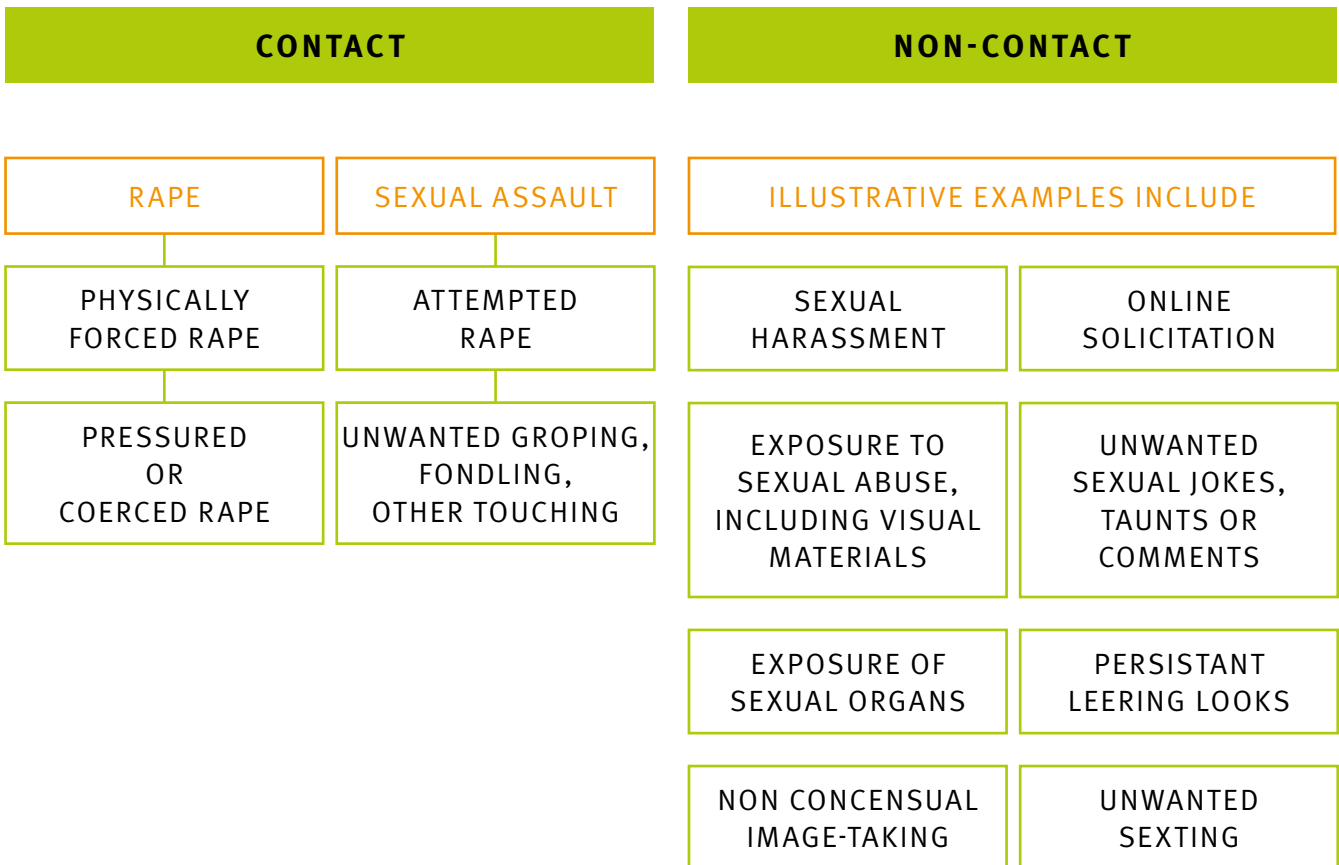 CONTACT
RAPE
PHYSICALLY
FORCED RAPE
PRESSURED
OR
COERCED RAPE
SEXUAL ASSAULT
ATTEMPTED
RAPE
UNWANTED GROPING,
FONDLING,
OTHER TOUCHING
NON-CONTACT
ILLUSTRATIVE EXAMPLES INCLUDE
SEXUAL
HARASSMENT
ONLINE
SOLICITATION
EXPOSURE TO
SEXUAL ABUSE,
INCLUDING VISUAL
MATERIALS
UNWANTED
SEXUAL JOKES,
TAUNTS OR
COMMENTS
EXPOSURE OF
SEXUAL ORGANS
PERSISTANT
LEERING LOOKS
NON CONCENSUAL
IMAGE-TAKING
UNWANTED
SEXTING